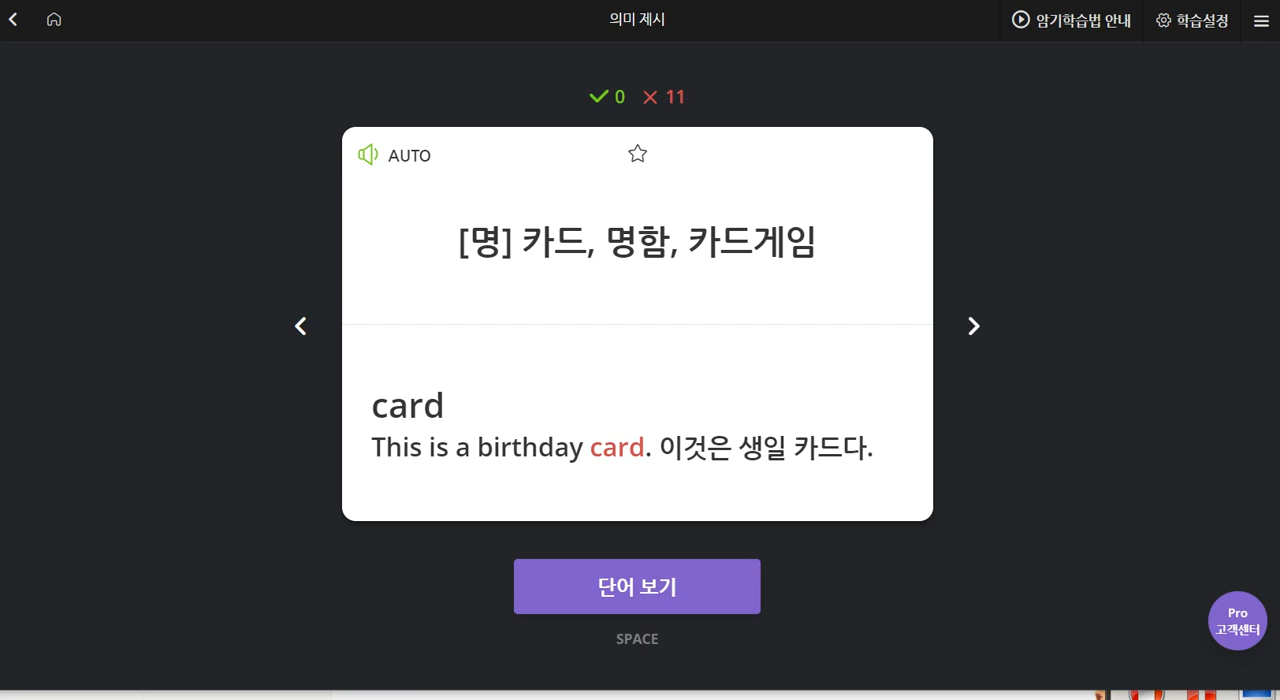 의미 제시
암기학습법 안내
학습설정
0
11
AUTO
[명] 카드, 명함, 카드게임
card
This is a birthday card. 이것은 생일 카드다.
단어 보기
SPACE
Pro
고객센터